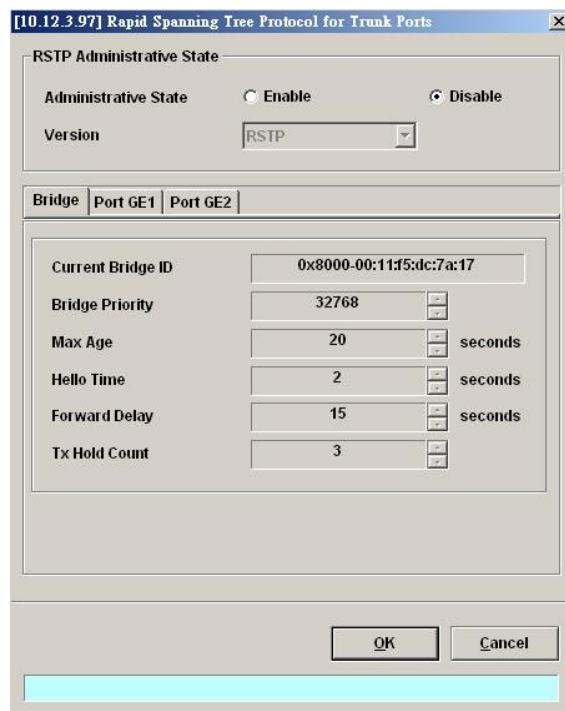 [10.12.3.97] Rapid Spanning Tree Protocol for Trunk Ports
RSTP Administrative State
Administrative State Enable Disable
Version RSTP
Bridge Port GE1 Port GE2
Current Bridge ID 0x8000-00:11:f5:dc:7a:17
Bridge Priority 32768
Max Age 20 seconds
Hello Time 2 seconds
Forward Delay 15 seconds
Tx Hold Count 3
OK Cancel